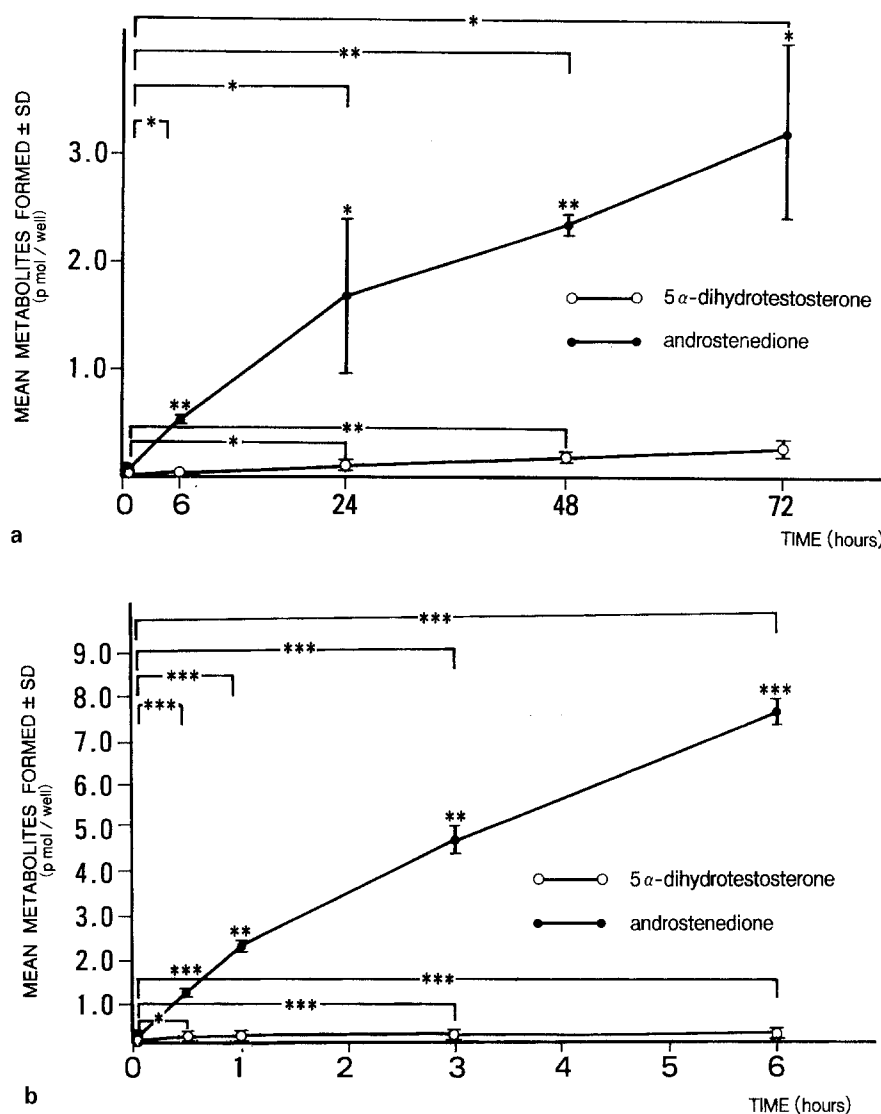 *
**
*
*
*
3.0
*
**
2.0
5α-dihydrotestosterone
androstenedione
1.0
**
**
*
0 6 24 48 72
MEAN METABOLITES FORMED ± SD
(p mol / well)
a
TIME (hours)
***
***
***
***
9.0
8.0
***
7.0
6.0
5.0
**
4.0
5α-dihydrotestosterone
3.0
androstenedione
**
2.0
***
***
1.0
***
*
0 1 2 3 4 5 6
MEAN METABOLITES FORMED ± SD
(p mol / well)
b
TIME (hours)